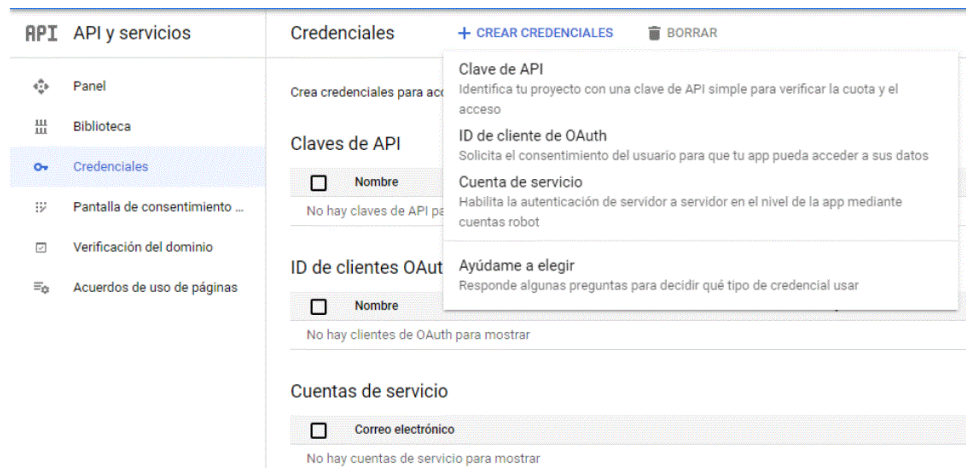 API API y servicios
Panel
Biblioteca
Credenciales
Pantalla de consentimiento ...
Verificación del dominio
Acuerdos de uso de páginas
Credenciales
+ CREAR CREDENCIALES
BORRAR
Clave de API
Identifica tu proyecto con una clave de API simple para verificar la cuota y el
acceso
ID de cliente de OAuth
Solicita el consentimiento del usuario para que tu app pueda acceder a sus datos
Cuenta de servicio
Habilita la autenticación de servidor a servidor en el nivel de la app mediante
cuentas robot
Ayúdame a elegir
Responde algunas preguntas para decidir qué tipo de credencial usar
Crea credenciales para acc
Claves de API
Nombre
No hay claves de API pa
ID de clientes OAut
Nombre
No hay clientes de OAuth para mostrar
Cuentas de servicio
Correo electrónico
No hay cuentas de servicio para mostrar